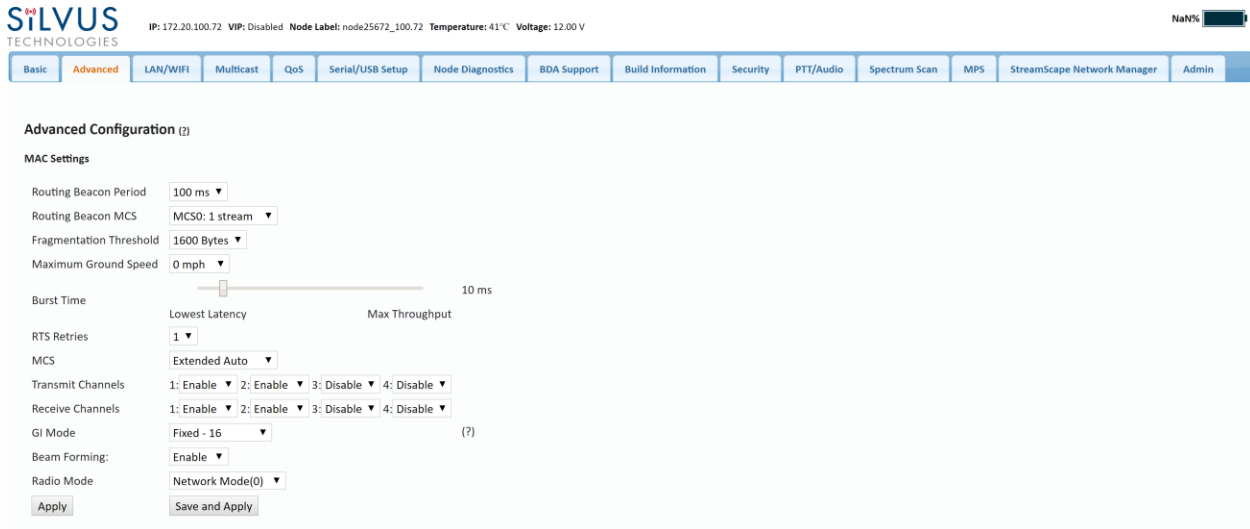 SiLVUS
TECHNOLOGIES
IP: 172.20.100.72 VIP: Disabled Node Label: node25672_100.72 Temperature: 41°C Voltage: 12.00 V
NaN%
Basic Advanced LAN/WIFI Multicast QoS Serial/USB Setup Node Diagnostics BDA Support Build Information Security PTT/Audio Spectrum Scan MPS StreamScape Network Manager Admin
Advanced Configuration (?)
MAC Settings
Routing Beacon Period 100 ms
Routing Beacon MCS MCS0: 1 stream
Fragmentation Threshold 1600 Bytes
Maximum Ground Speed 0 mph
Burst Time 10 ms
Lowest Latency Max Throughput
RTS Retries 1
MCS Extended Auto
Transmit Channels 1: Enable 2: Enable 3: Disable 4: Disable
Receive Channels 1: Enable 2: Enable 3: Disable 4: Disable
GI Mode Fixed - 16 (?)
Beam Forming: Enable
Radio Mode Network Mode(0)
Apply Save and Apply